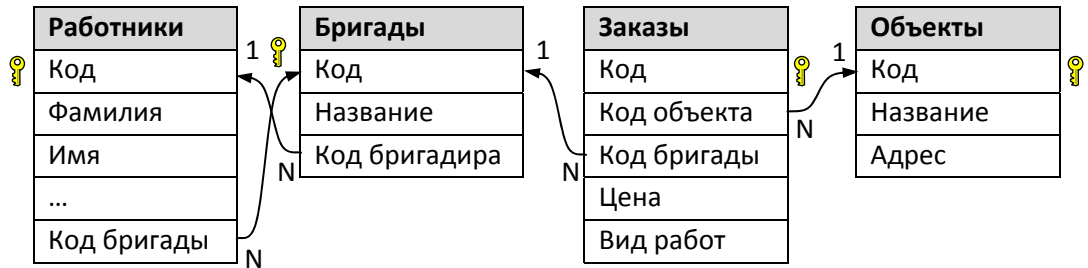 Работники
Код
Фамилия
Имя
...
Код бригады
1
N
Бригады
Код
Название
Код бригадира
N
1
Заказы
Код
Код объекта
Код бригады
Цена
Вид работ
N
N
1
Объекты
Код
Название
Адрес